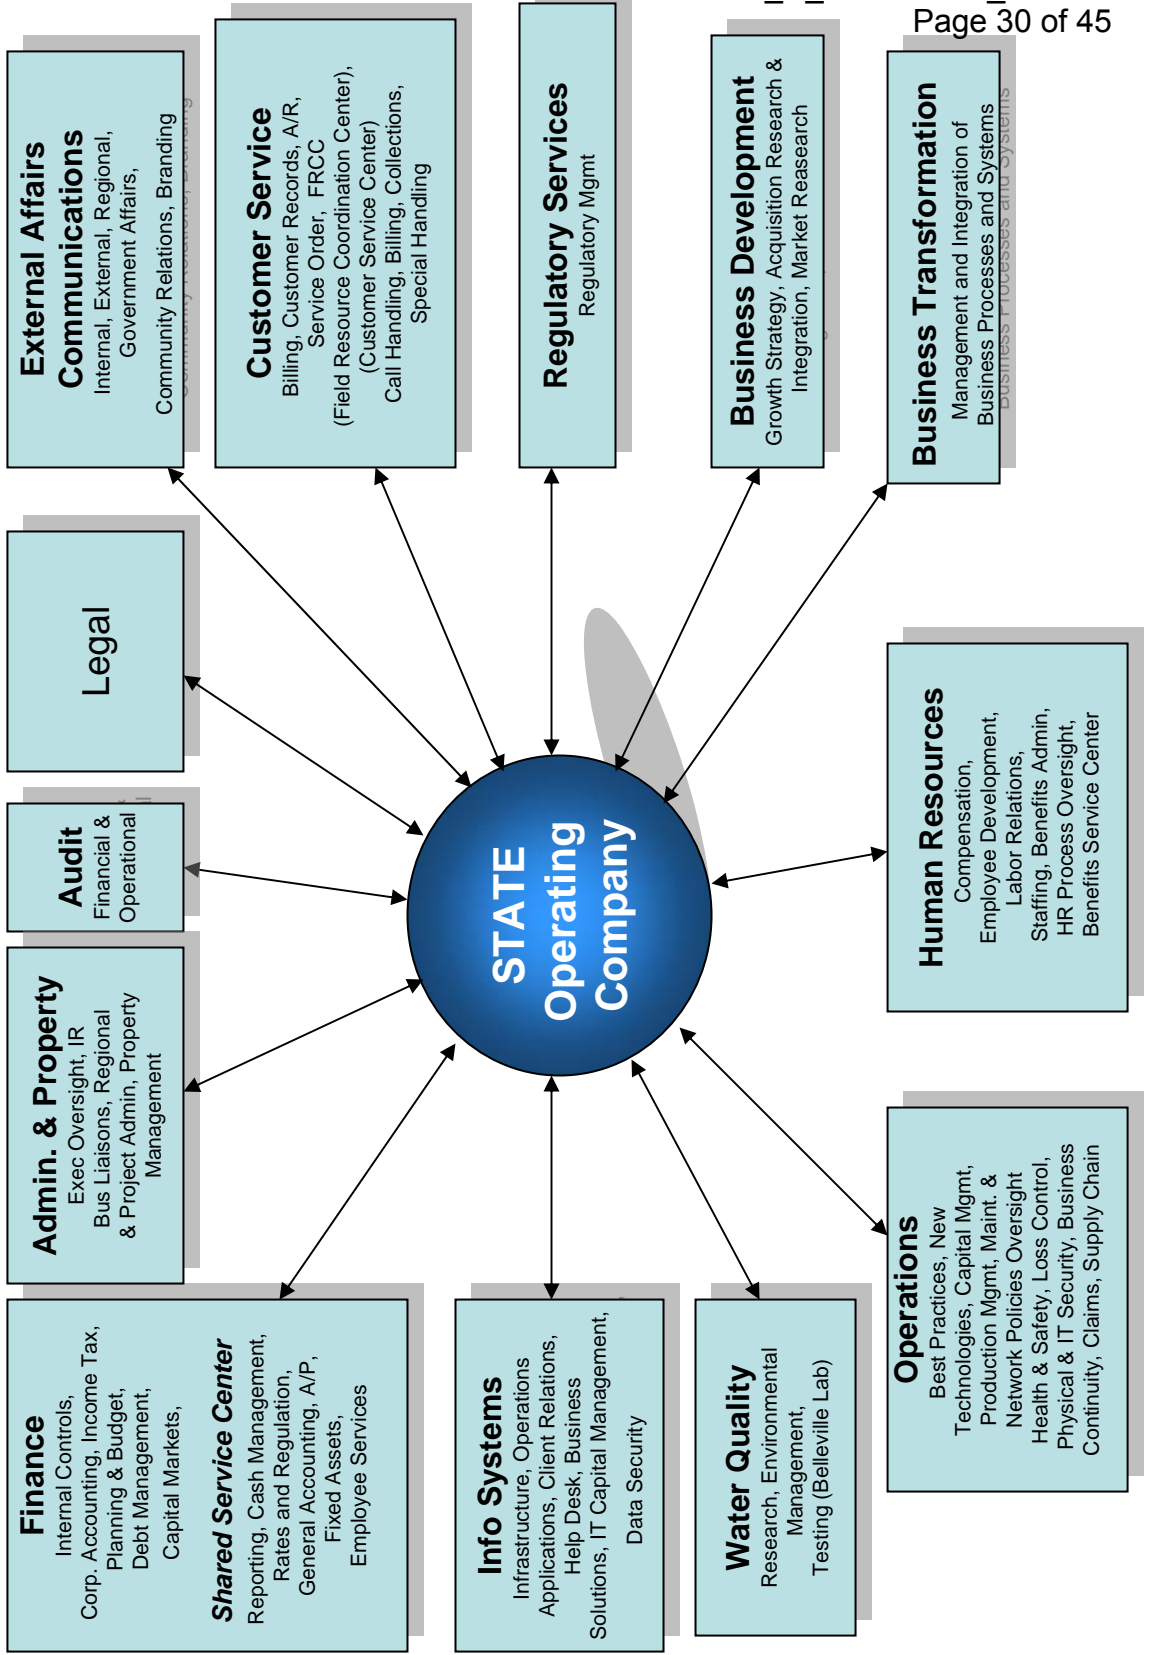 Page 30 of 45
Finance
Internal Controls,
Corp. Accounting, Income Tax,
Planning & Budget,
Debt Management,
Capital Markets,
Shared Service Center
Reporting, Cash Management,
Rates and Regulation,
General Accounting, A/P,
Fixed Assets,
Employee Services
Admin. & Property
Exec Oversight, IR
Bus Liaisons, Regional
& Project Admin, Property
Management
Audit
Financial &
Operational
Legal
External Affairs
Communications
Internal, External, Regional,
Government Affairs,
Community Relations, Branding
Customer Service
Billing, Customer Records, A/R,
Service Order, FRCC
(Field Resource Coordination Center),
(Customer Service Center)
Call Handling, Billing, Collections,
Special Handling
Info Systems
Infrastructure, Operations
Applications, Client Relations,
Help Desk, Business
Solutions, IT Capital Management,
Data Security
STATE
Operating
Company
Regulatory Services
Regulatory Mgmt
Water Quality
Research, Environmental
Management,
Testing (Belleville Lab)
Business Development
Growth Strategy, Acquisition Research &
Integration, Market Reasearch
Operations
Best Practices, New
Technologies, Capital Mgmt,
Production Mgmt, Maint. &
Network Policies Oversight
Health & Safety, Loss Control,
Physical & IT Security, Business
Continuity, Claims, Supply Chain
Human Resources
Compensation,
Employee Development,
Labor Relations,
Staffing, Benefits Admin,
HR Process Oversight,
Benefits Service Center
Business Transformation
Management and Integration of
Business Processes and Systems